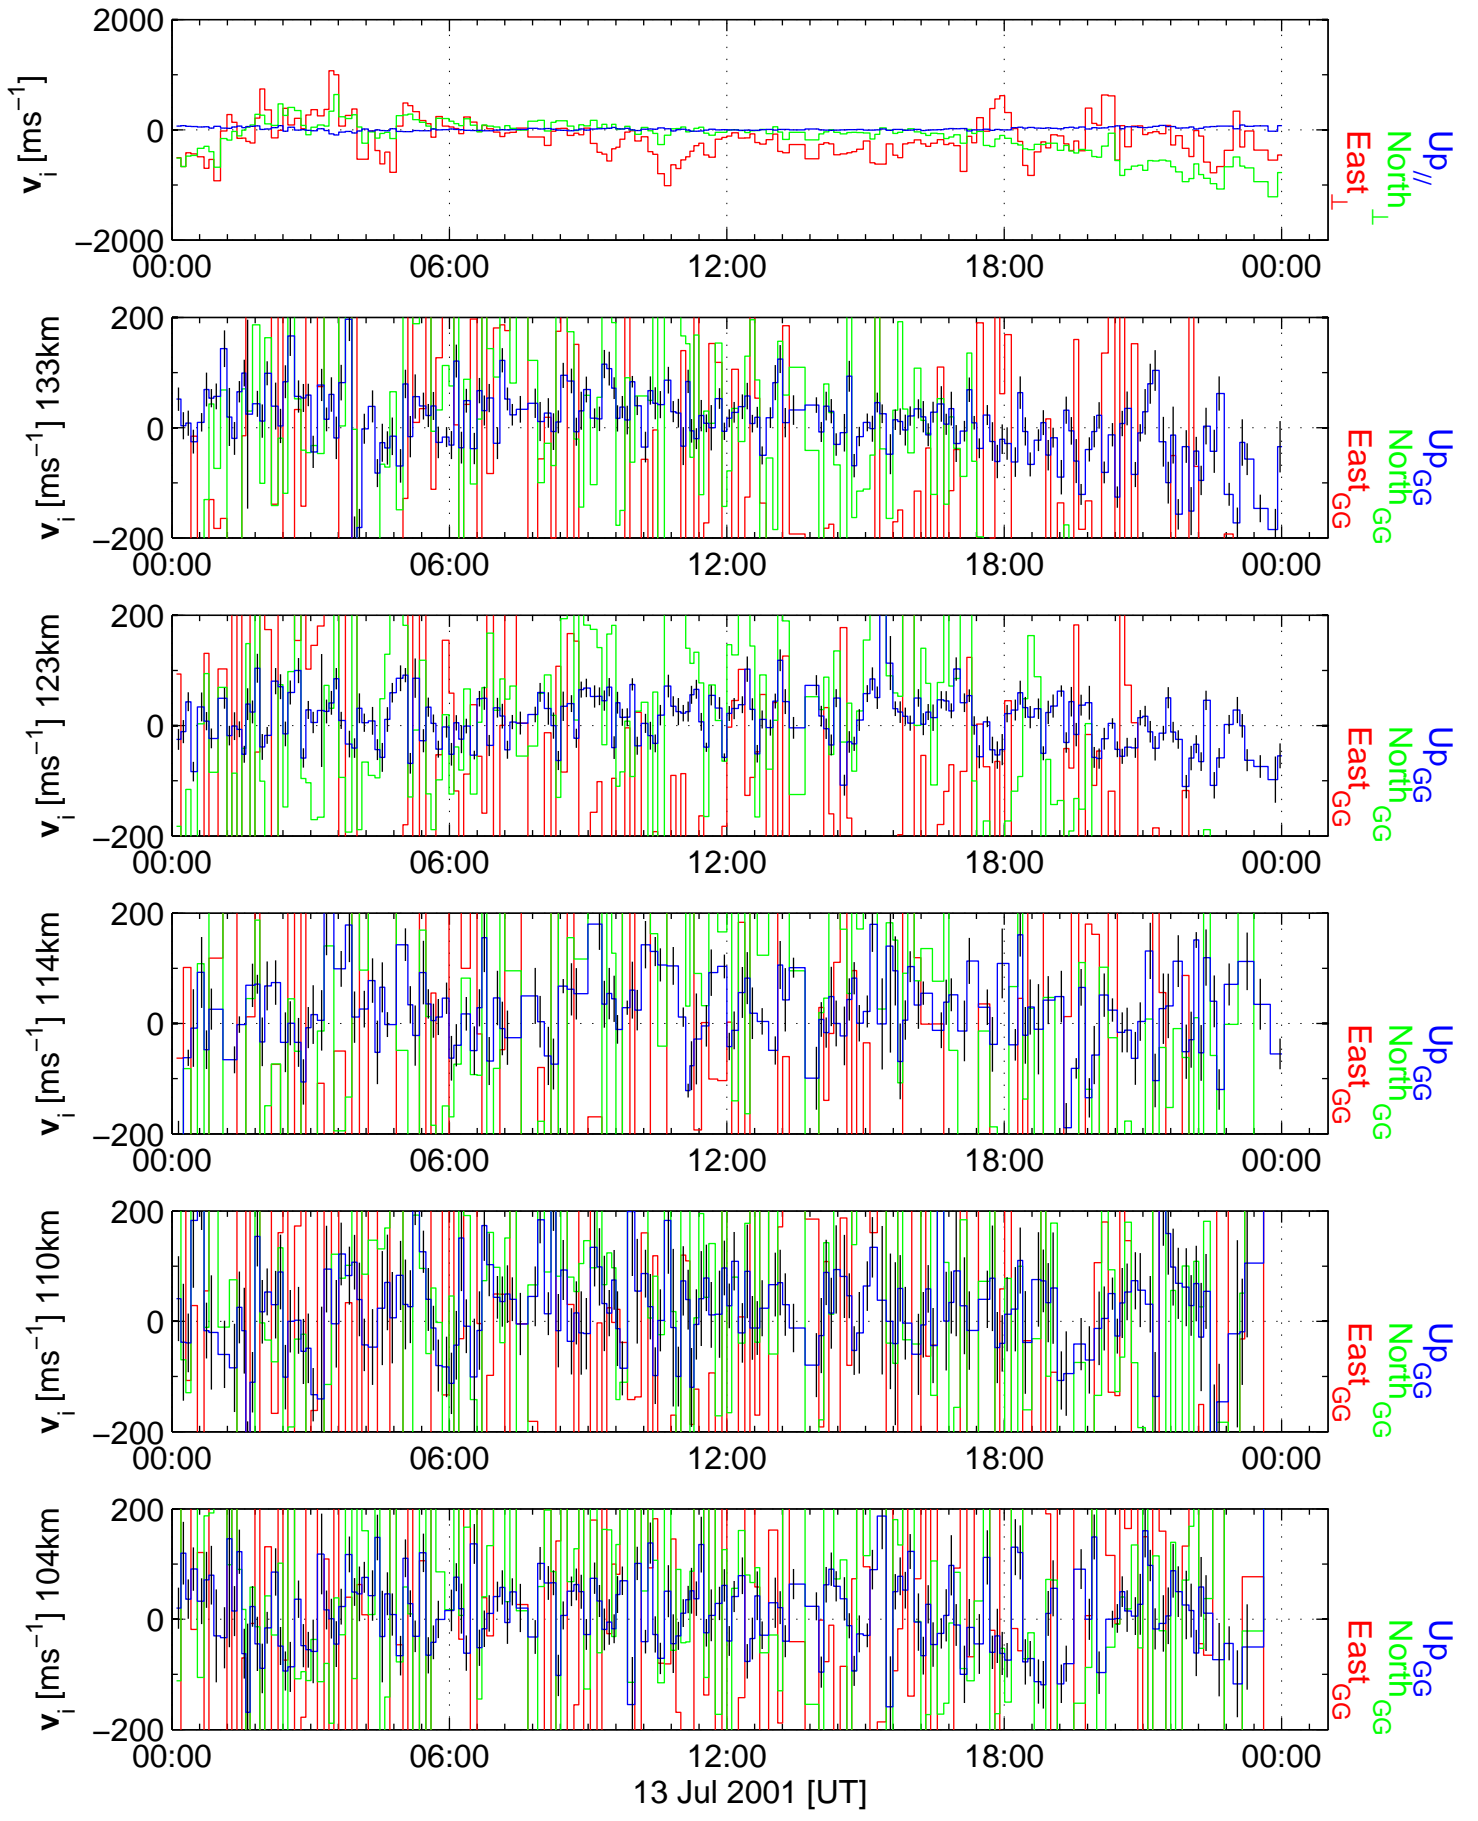 2000
0
−2000
v_i [ms^−1]
00:00 06:00 12:00 18:00 00:00
East_⊥
North_⊥
Up_//
200
0
−200
v_i [ms^−1] 133km
00:00 06:00 12:00 18:00 00:00
East_GG
North_GG
Up_GG
200
0
−200
v_i [ms^−1] 123km
00:00 06:00 12:00 18:00 00:00
East_GG
North_GG
Up_GG
200
0
−200
v_i [ms^−1] 114km
00:00 06:00 12:00 18:00 00:00
East_GG
North_GG
Up_GG
200
0
−200
v_i [ms^−1] 110km
00:00 06:00 12:00 18:00 00:00
East_GG
North_GG
Up_GG
200
0
−200
v_i [ms^−1] 104km
00:00 06:00 12:00 18:00 00:00
East_GG
North_GG
Up_GG
13 Jul 2001 [UT]